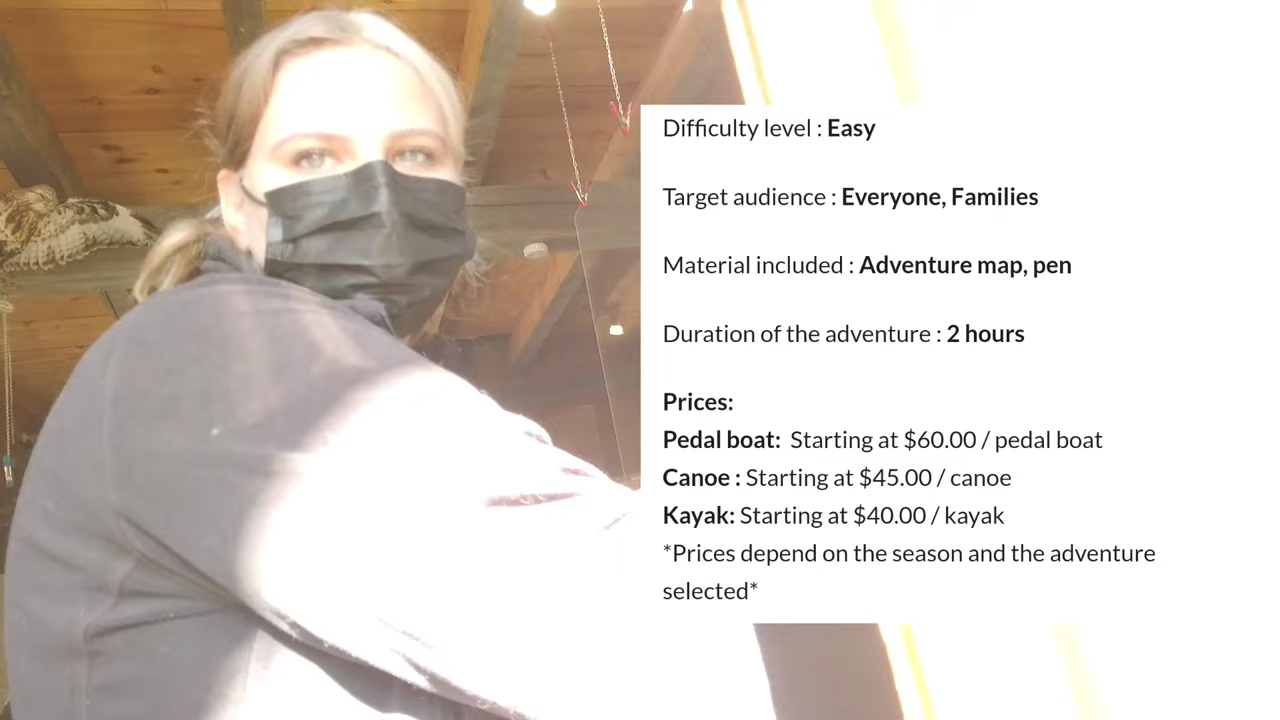 Difficulty level : Easy
Target audience : Everyone, Families
Material included : Adventure map, pen
Duration of the adventure : 2 hours
Prices:
Pedal boat:  Starting at $60.00 / pedal boat
Canoe : Starting at $45.00 / canoe
Kayak: Starting at $40.00 / kayak
*Prices depend on the season and the adventure
selected*